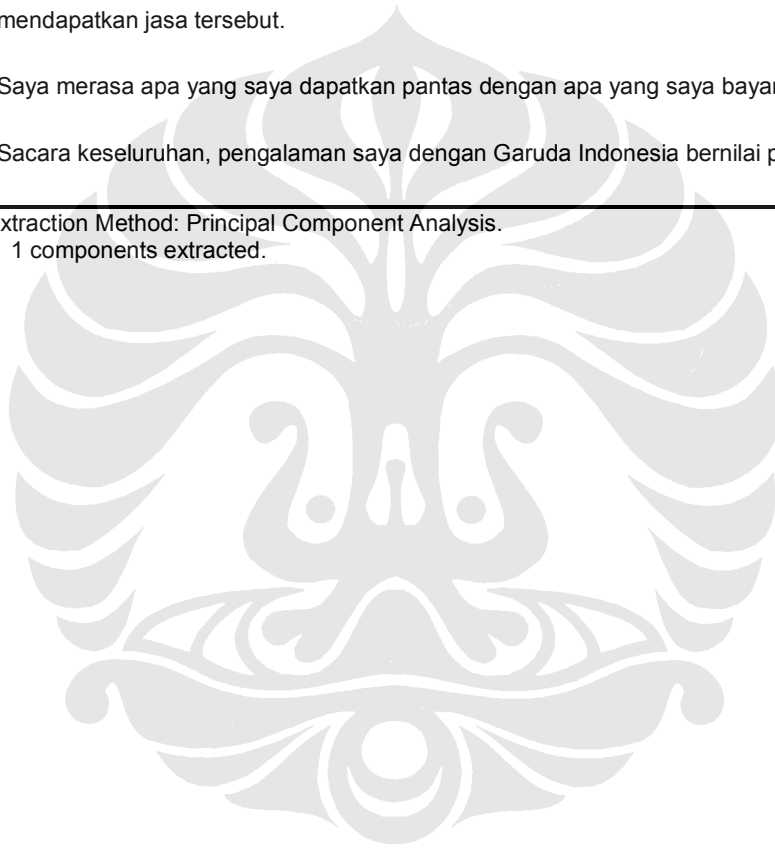 mendapatkan jasa tersebut.
Saya merasa apa yang saya dapatkan pantas dengan apa yang saya
Sacara keseluruhan, pengalaman saya dengan Garuda Indonesia bernilai
xtraction Method: Principal Component Analysis.
1 components extracted.